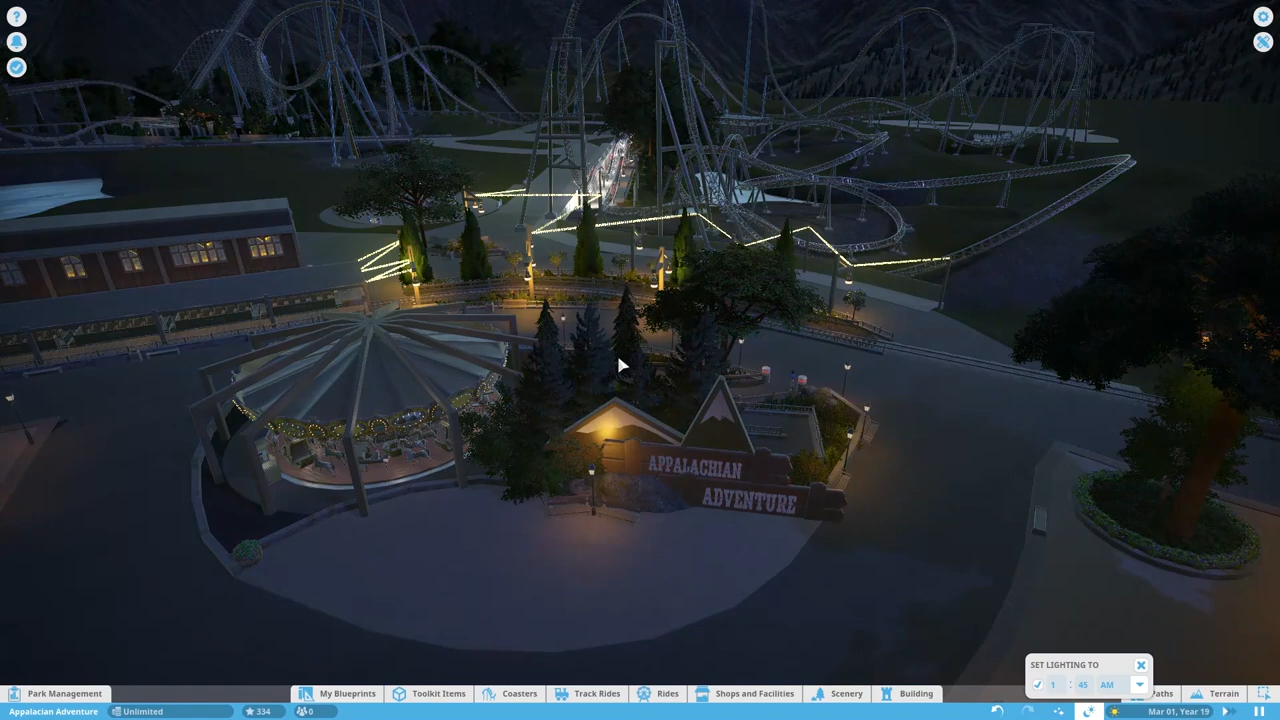 APPALACHIAN
ADVENTURE
SET LIGHTING TO
1 : 45 AM
Park Management
My Blueprints
Toolkit Items
Coasters
Track Rides
Rides
Shops and Facilities
Scenery
Building
Paths
Terrain
Appalacian Adventure
Unlimited
334
0
Mar 01, Year 19